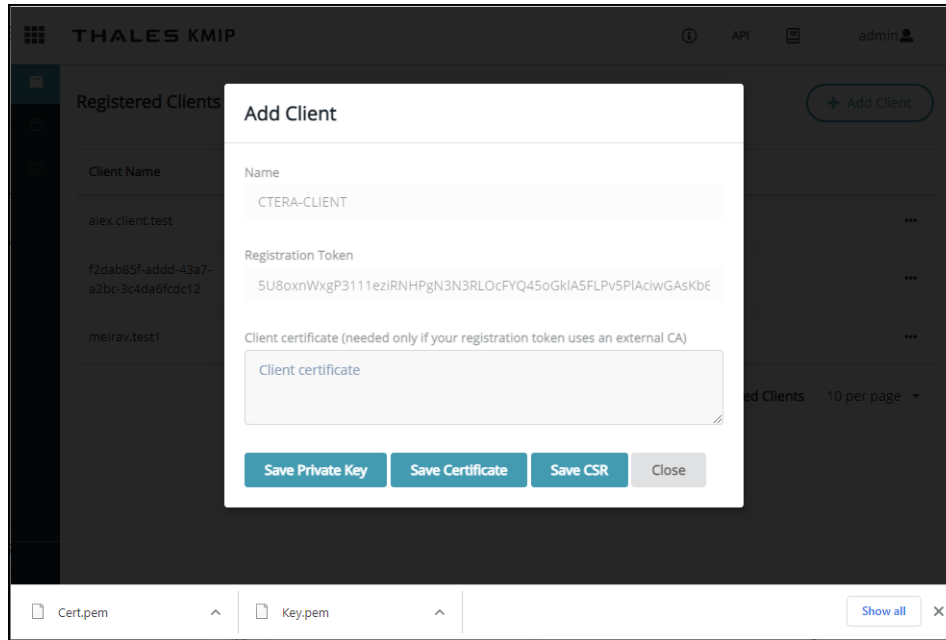 THALES KMIP
API
admin
Registered Clients
+ Add Client
Add Client
Client Name
Name
CTERA-CLIENT
alex.client.test
Registration Token
5U8oxnWxgP3111eziRNHPgN3N3RLOcFYQ45oGklA5FLPv5PlAciwGAsKb6
f2dab85f-addd-43a7-
a2bc-3c4da6fcdc12
meirav.test1
Client certificate (needed only if your registration token uses an external CA)
Client certificate
ed Clients 10 per page
Save Private Key Save Certificate Save CSR Close
Cert.pem Key.pem Show all